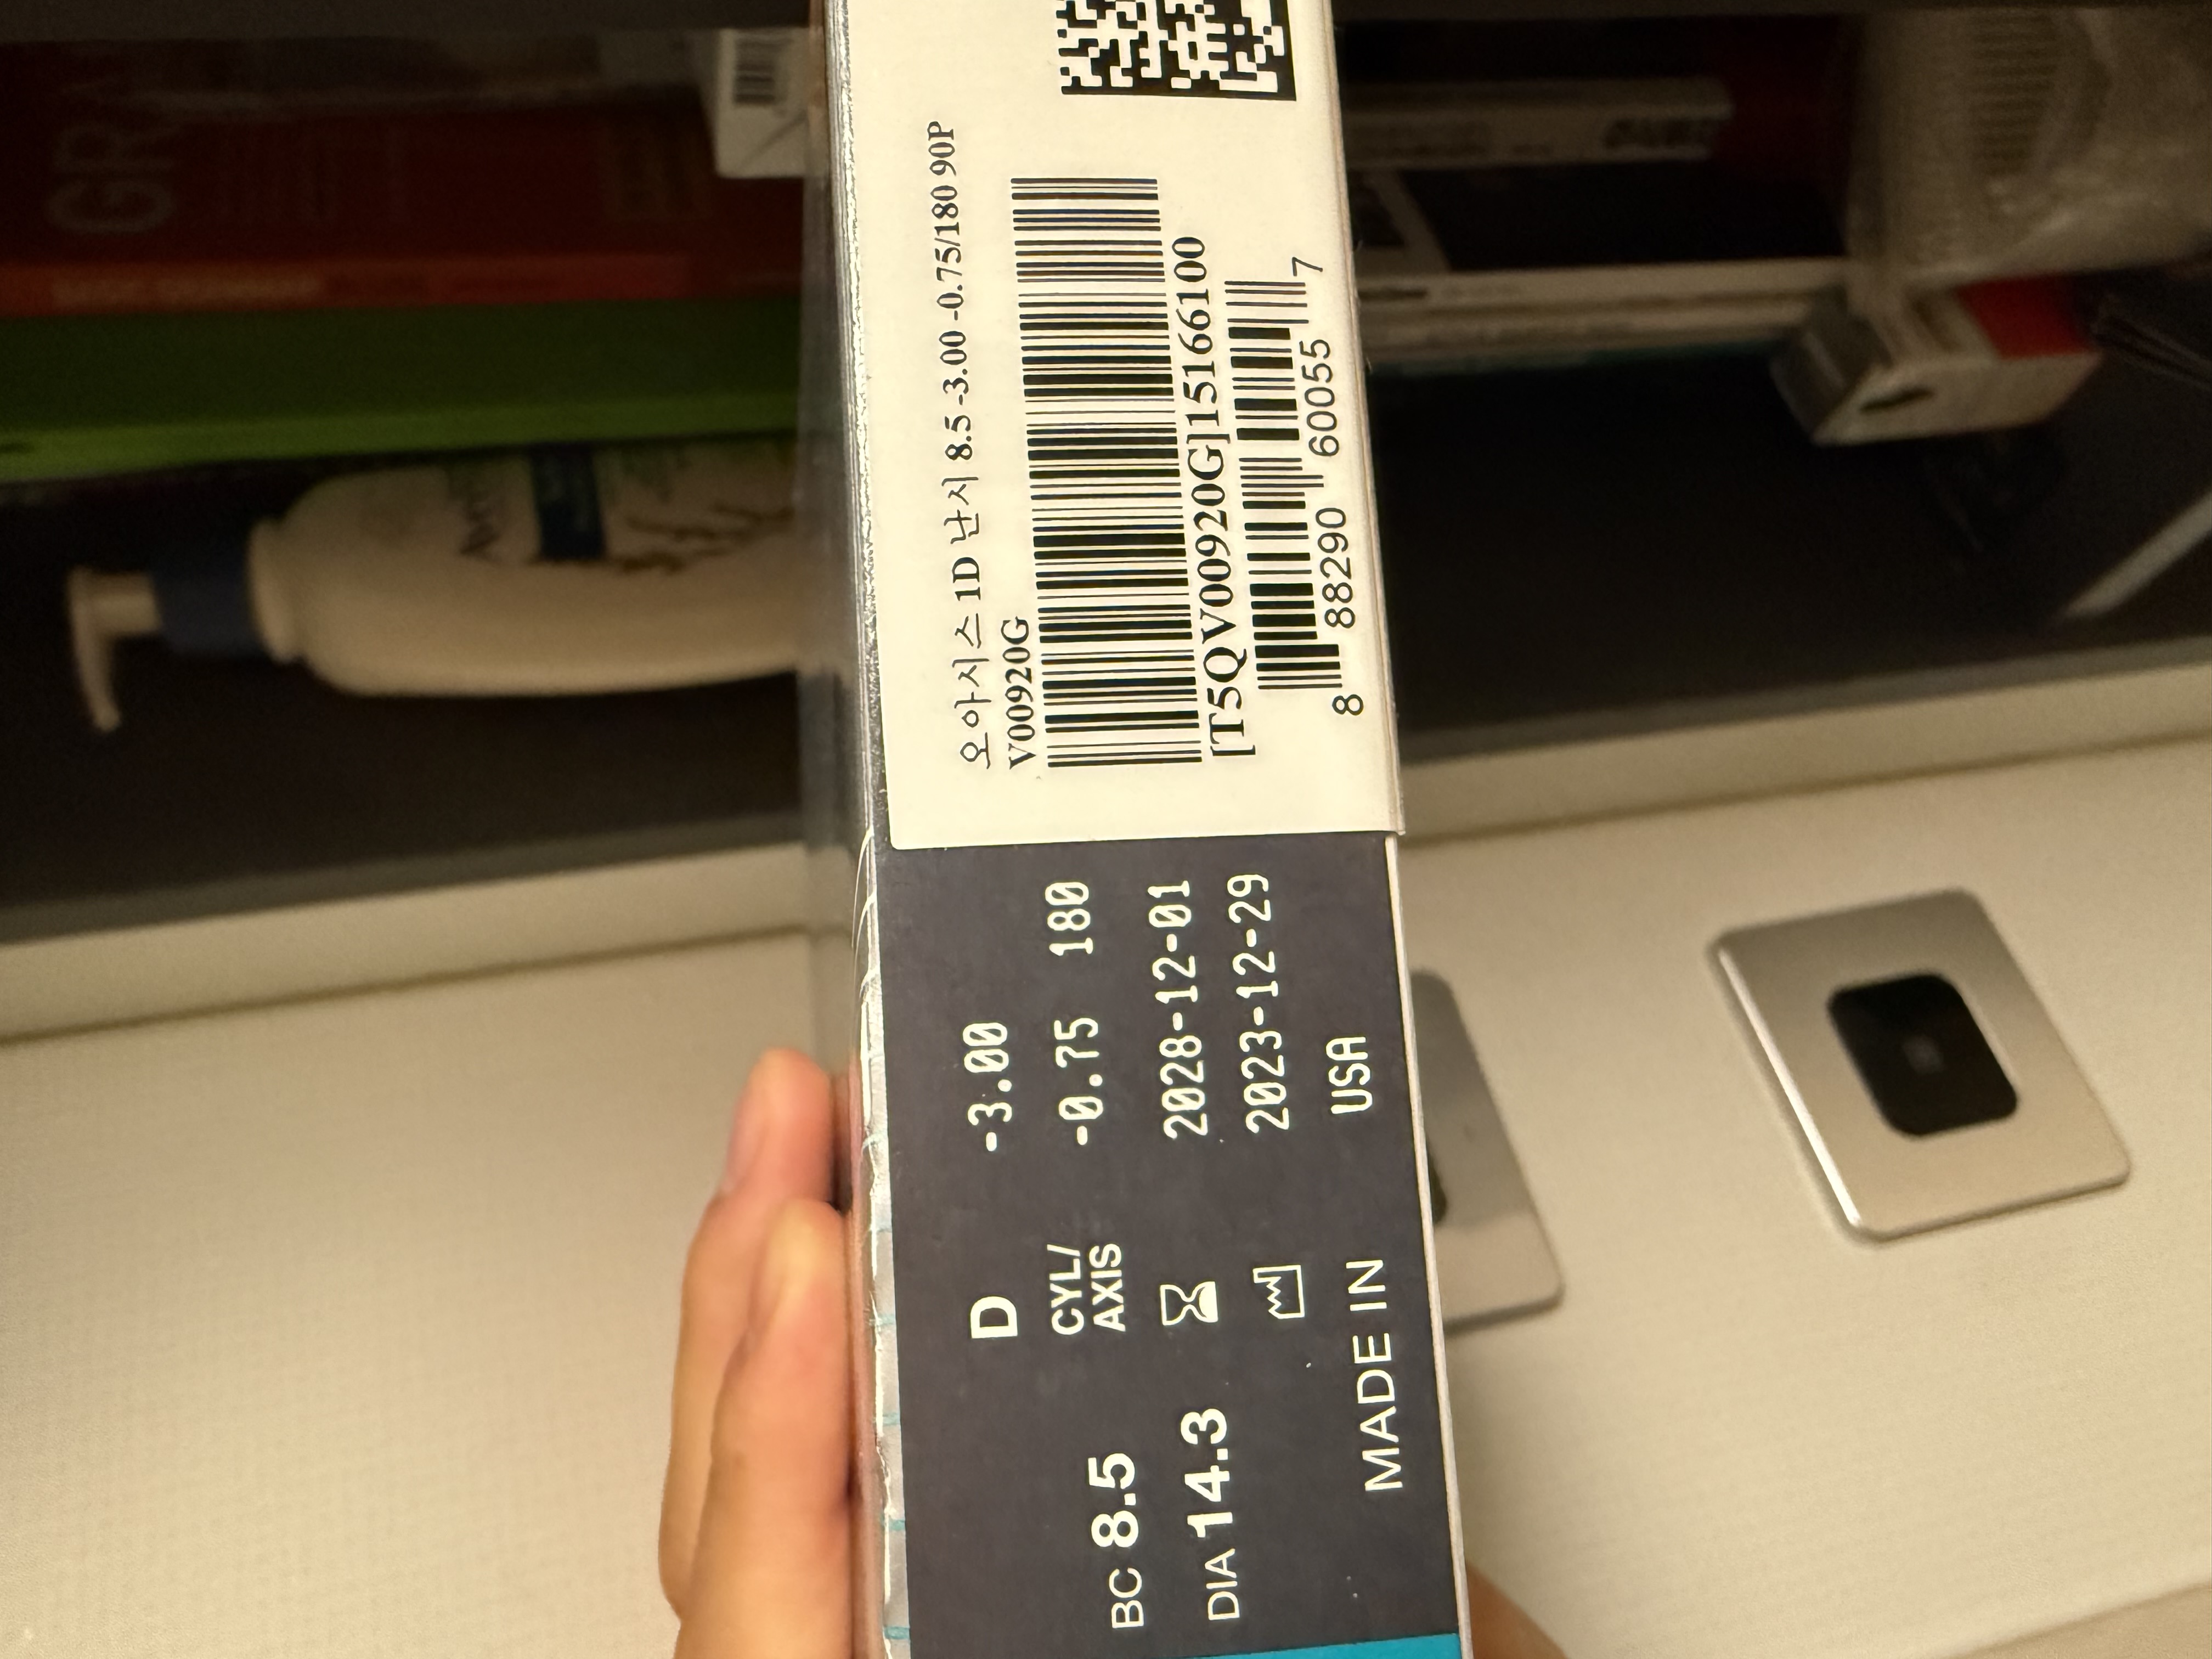 오아시스 1D 난시 8.5 -3.00 -0.75/180 90P
V00920G
[T5QV00920G]15166100
8 88290 60055 7
D -3.00
CYL/AXIS -0.75 180
BC 8.5
2028-12-01
DIA 14.3
2023-12-29
MADE IN USA